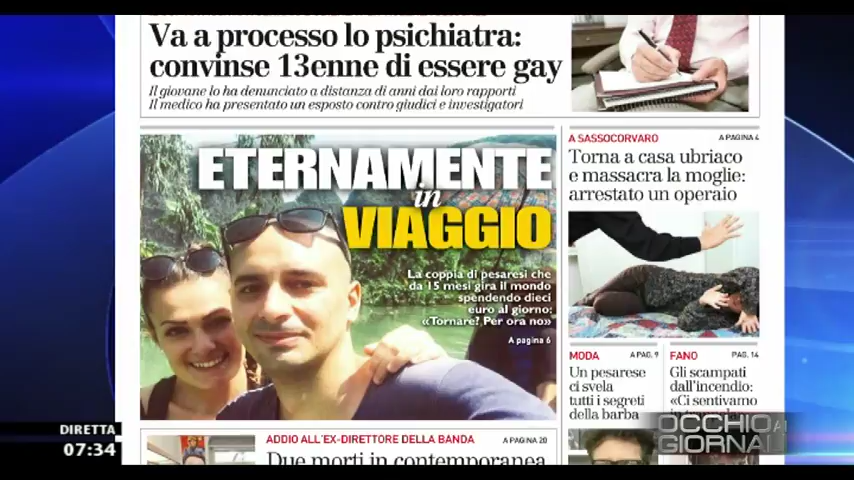 Va a processo lo psichiatra:
convinse 13enne di essere gay
Il giovane lo ha denunciato a distanza di anni dai loro rapporti
Il medico ha presentato un esposto contro giudici e investigatori
ETERNAMENTE
in
VIAGGIO
La coppia di pesaresi che
da 15 mesi gira il mondo
spendendo dieci
euro al giorno:
«Tornare? Per ora no»
A pagina 6
A SASSOCORVARO
A PAGINA 4
Torna a casa ubriaco
e massacra la moglie:
arrestato un operaio
MODA
A PAG. 9
Un pesarese
ci svela
tutti i segreti
della barba
FANO
PAG. 14
Gli scampati
dall'incendio:
«Ci sentivamo
in
ADDIO ALL'EX-DIRETTORE DELLA BANDA
A PAGINA 20
Due morti in contemporanea
DIRETTA
07:34
OCCHIO AI
GIORNALI